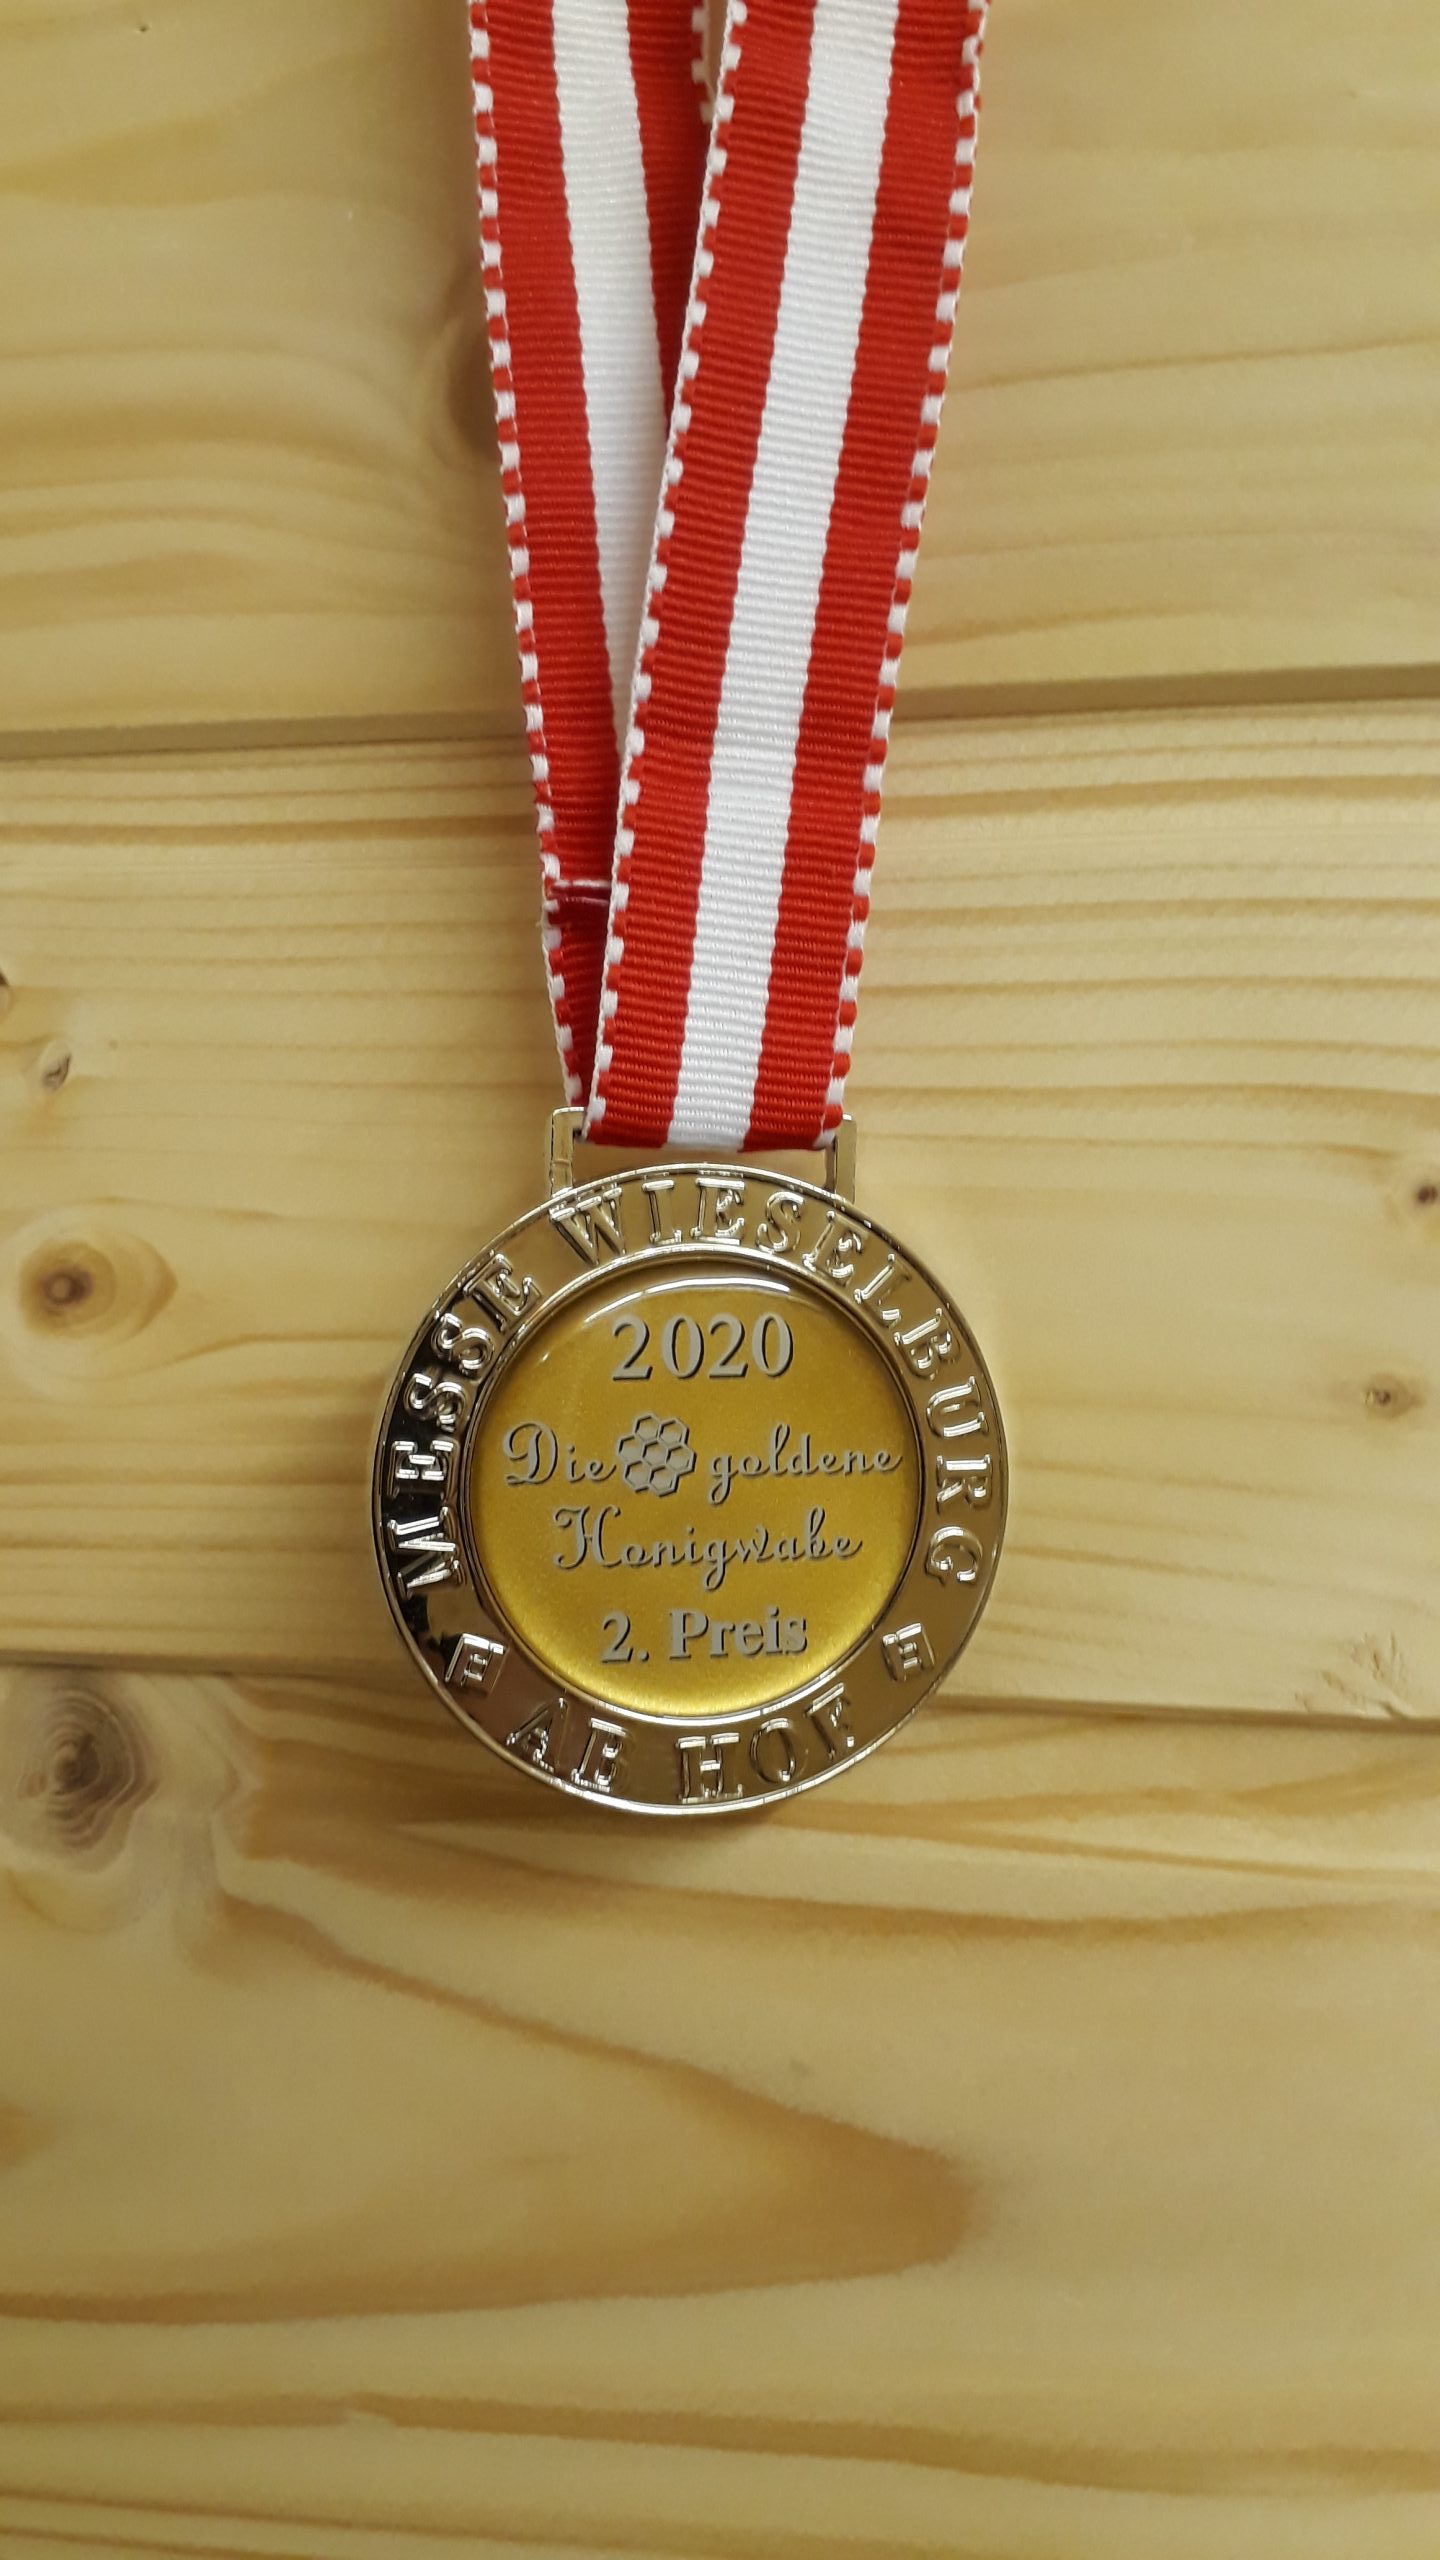 MESSE WIESELBURG
2020
Die goldene
Honigwabe
2. Preis
AB HOF